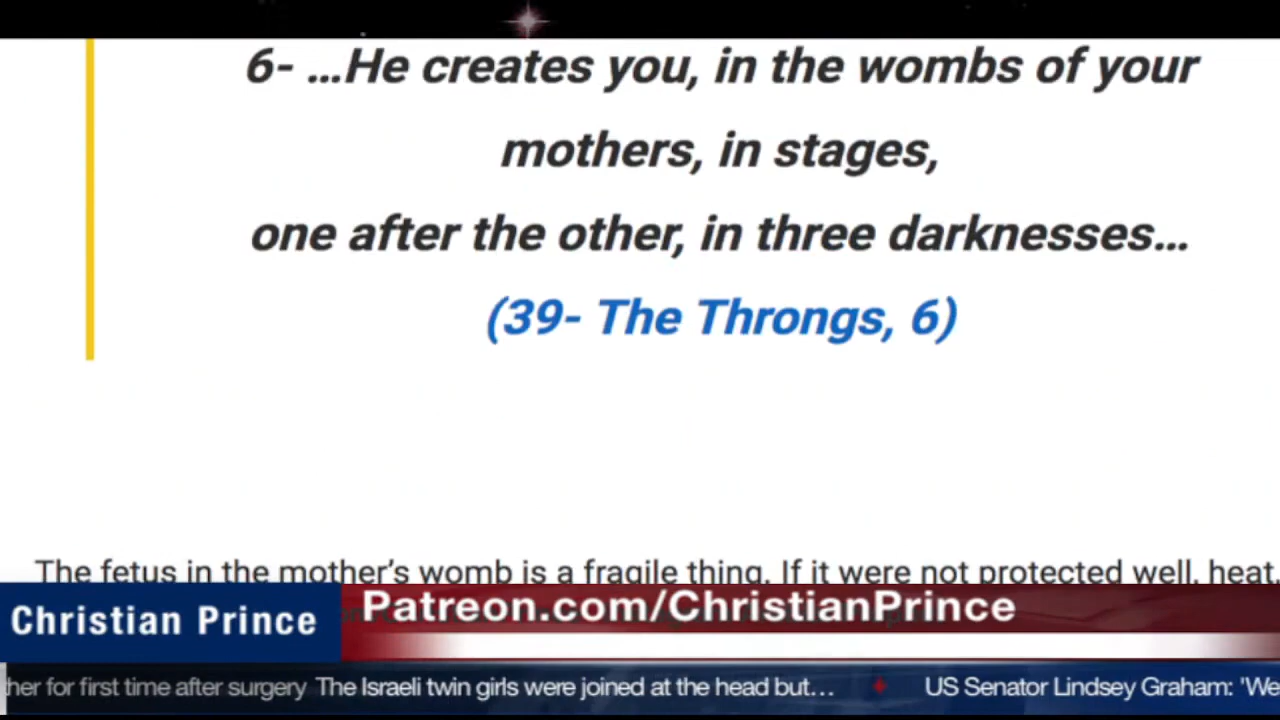 6- ...He creates you, in the wombs of your
mothers, in stages,
one after the other, in three darknesses...
(39- The Throngs, 6)
The fetus in the mother's womb is a fragile thing. If it were not protected well, heat,
Christian Prince
Patreon.com/ChristianPrince
her for first time after surgery The Israeli twin girls were joined at the head but... US Senator Lindsey Graham: 'We